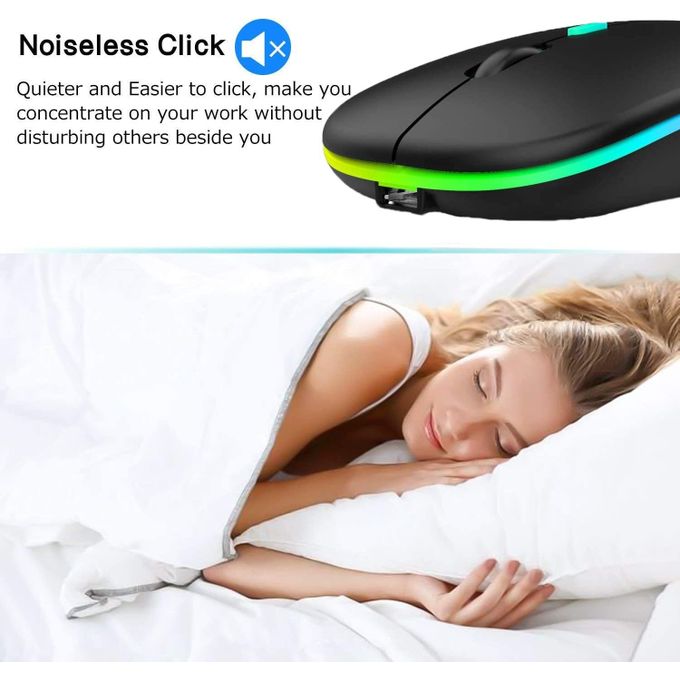 Noiseless Click
Quieter and Easier to click, make you
concentrate on your work without
disturbing others beside you